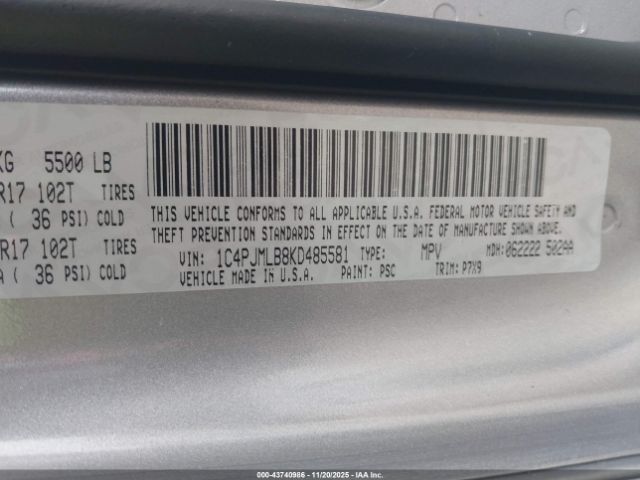 KG 5500 LB
R17 102T TIRES
( 36 PSI) COLD
R17 102T TIRES
A ( 36 PSI) COLD
THIS VEHICLE CONFORMS TO ALL APPLICABLE U.S.A. FEDERAL MOTOR VEHICLE SAFETY AND
THEFT PREVENTION STANDARDS IN EFFECT ON THE DATE OF MANUFACTURE SHOWN ABOVE.
VIN: 1C4PJMLB8KD485581 TYPE: MPV MDH: 062222 502AA
VEHICLE MADE IN U.S.A. PAINT: PSC TRIM: P7X9
000-43740986 - 11/20/2025 - IAA Inc.